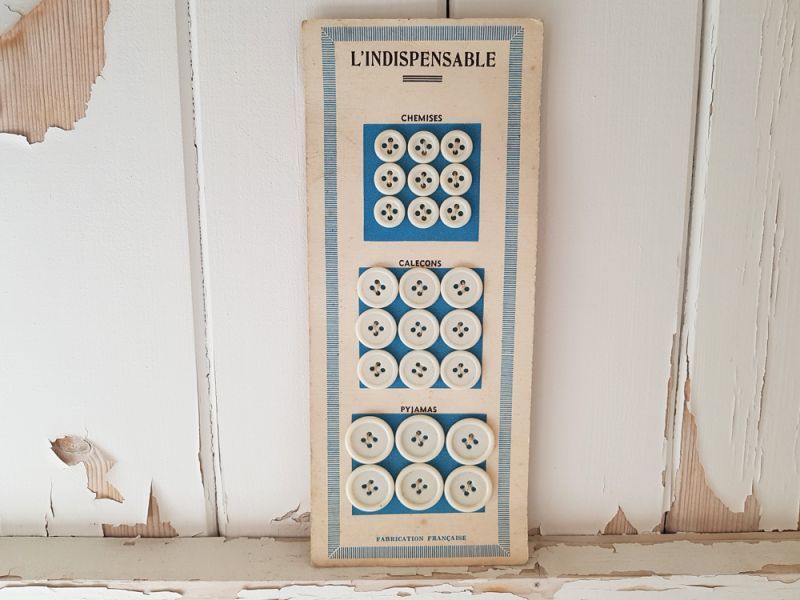 L'INDISPENSABLE
CHEMISES
CALEÇONS
PYJAMAS
FABRICATION FRANÇAISE